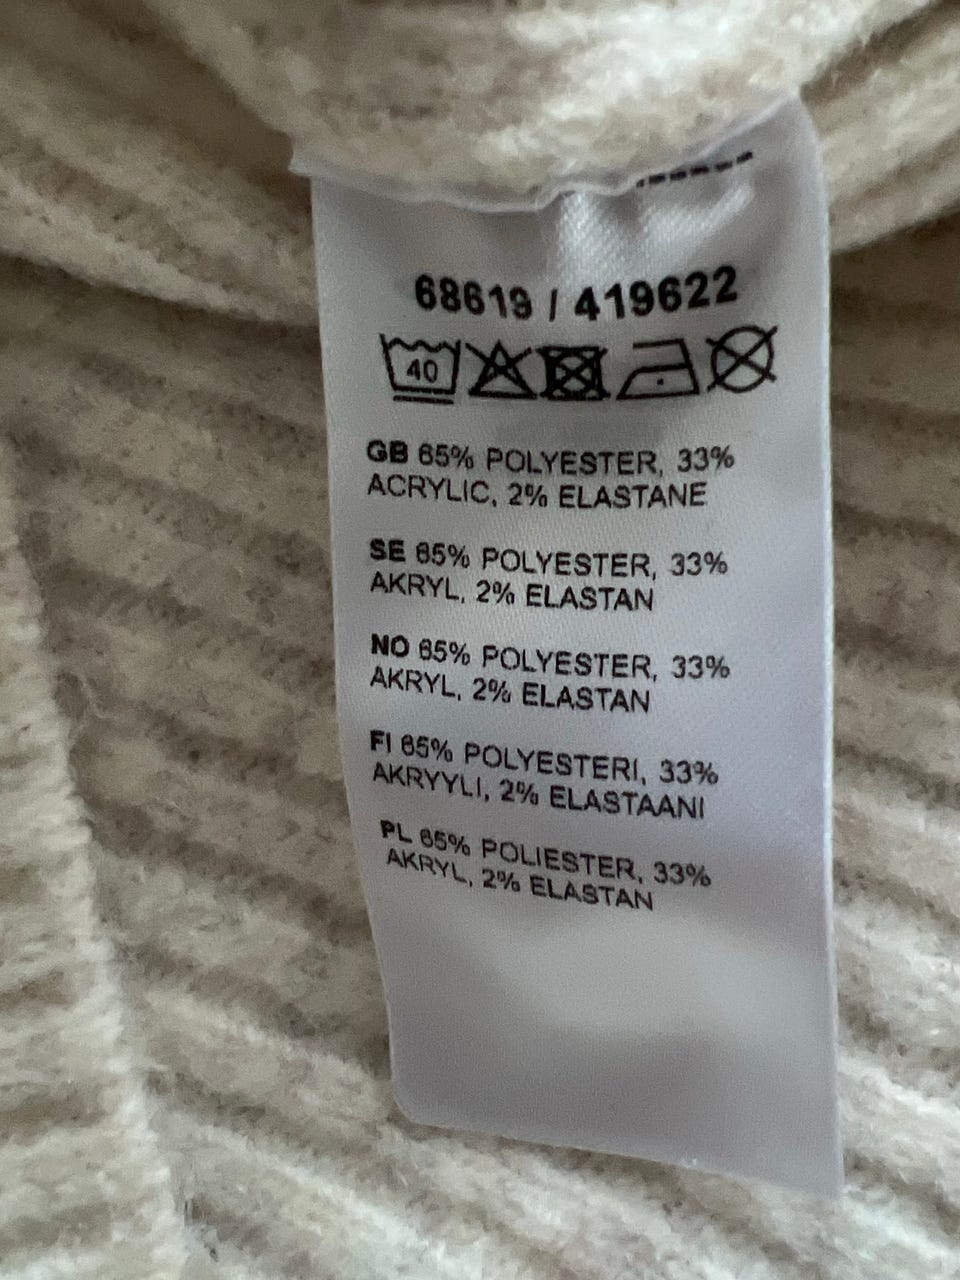 68619 / 419622
40
GB 65% POLYESTER, 33%
ACRYLIC, 2% ELASTANE
SE 65% POLYESTER, 33%
AKRYL, 2% ELASTAN
NO 65% POLYESTER, 33%
AKRYL, 2% ELASTAN
FI 65% POLYESTERI, 33%
AKRYYLI, 2% ELASTAANI
PL 65% POLIESTER, 33%
AKRYL, 2% ELASTAN